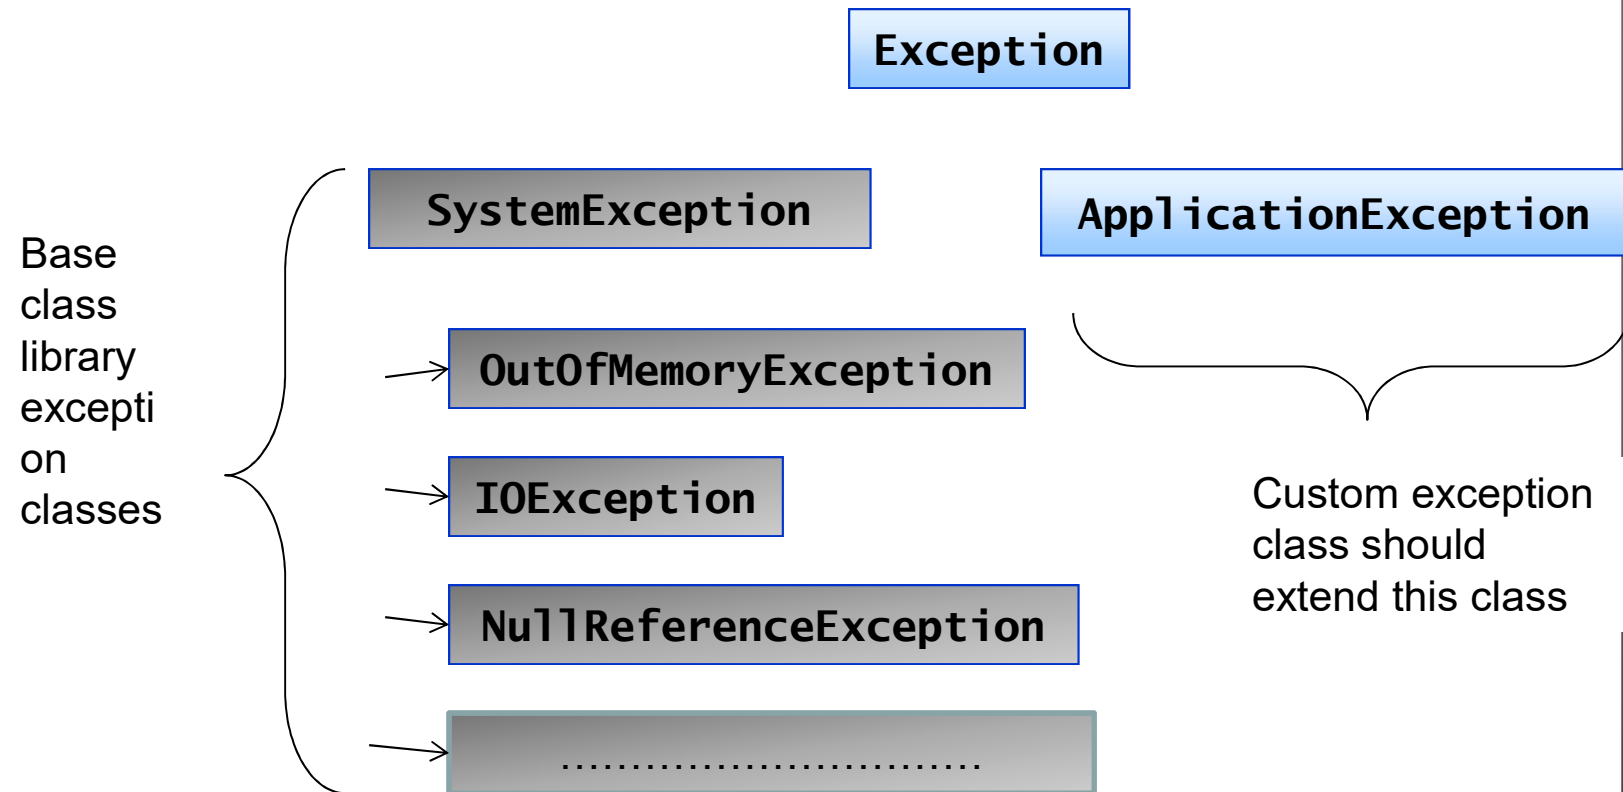 Exception
SystemException
ApplicationException
Base
class
library
excepti
on
classes
OutOfMemoryException
IOException
NullReferenceException
..............................
Custom exception
class should
extend this class